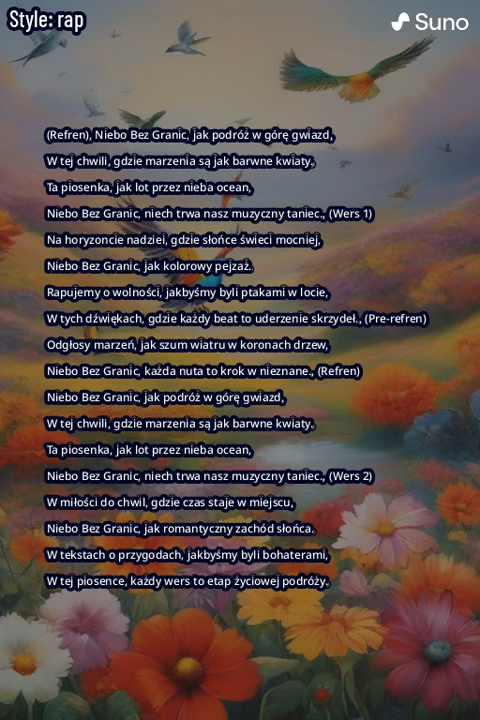 Style: rap
Suno
(Refren), Niebo Bez Granic, jak podróż w górę gwiazd,
W tej chwili, gdzie marzenia są jak barwne kwiaty.
Ta piosenka, jak lot przez nieba ocean,
Niebo Bez Granic, niech trwa nasz muzyczny taniec., (Wers 1)
Na horyzoncie nadziei, gdzie słońce świeci mocniej,
Niebo Bez Granic, jak kolorowy pejzaż.
Rapujemy o wolności, jakbyśmy byli ptakami w locie,
W tych dźwiękach, gdzie każdy beat to uderzenie skrzydeł., (Pre-refren)
Odgłosy marzeń, jak szum wiatru w koronach drzew,
Niebo Bez Granic, każda nuta to krok w nieznane., (Refren)
Niebo Bez Granic, jak podróż w górę gwiazd,
W tej chwili, gdzie marzenia są jak barwne kwiaty.
Ta piosenka, jak lot przez nieba ocean,
Niebo Bez Granic, niech trwa nasz muzyczny taniec., (Wers 2)
W miłości do chwil, gdzie czas staje w miejscu,
Niebo Bez Granic, jak romantyczny zachód słońca.
W tekstach o przygodach, jakbyśmy byli bohaterami,
W tej piosence, każdy wers to etap życiowej podróży.